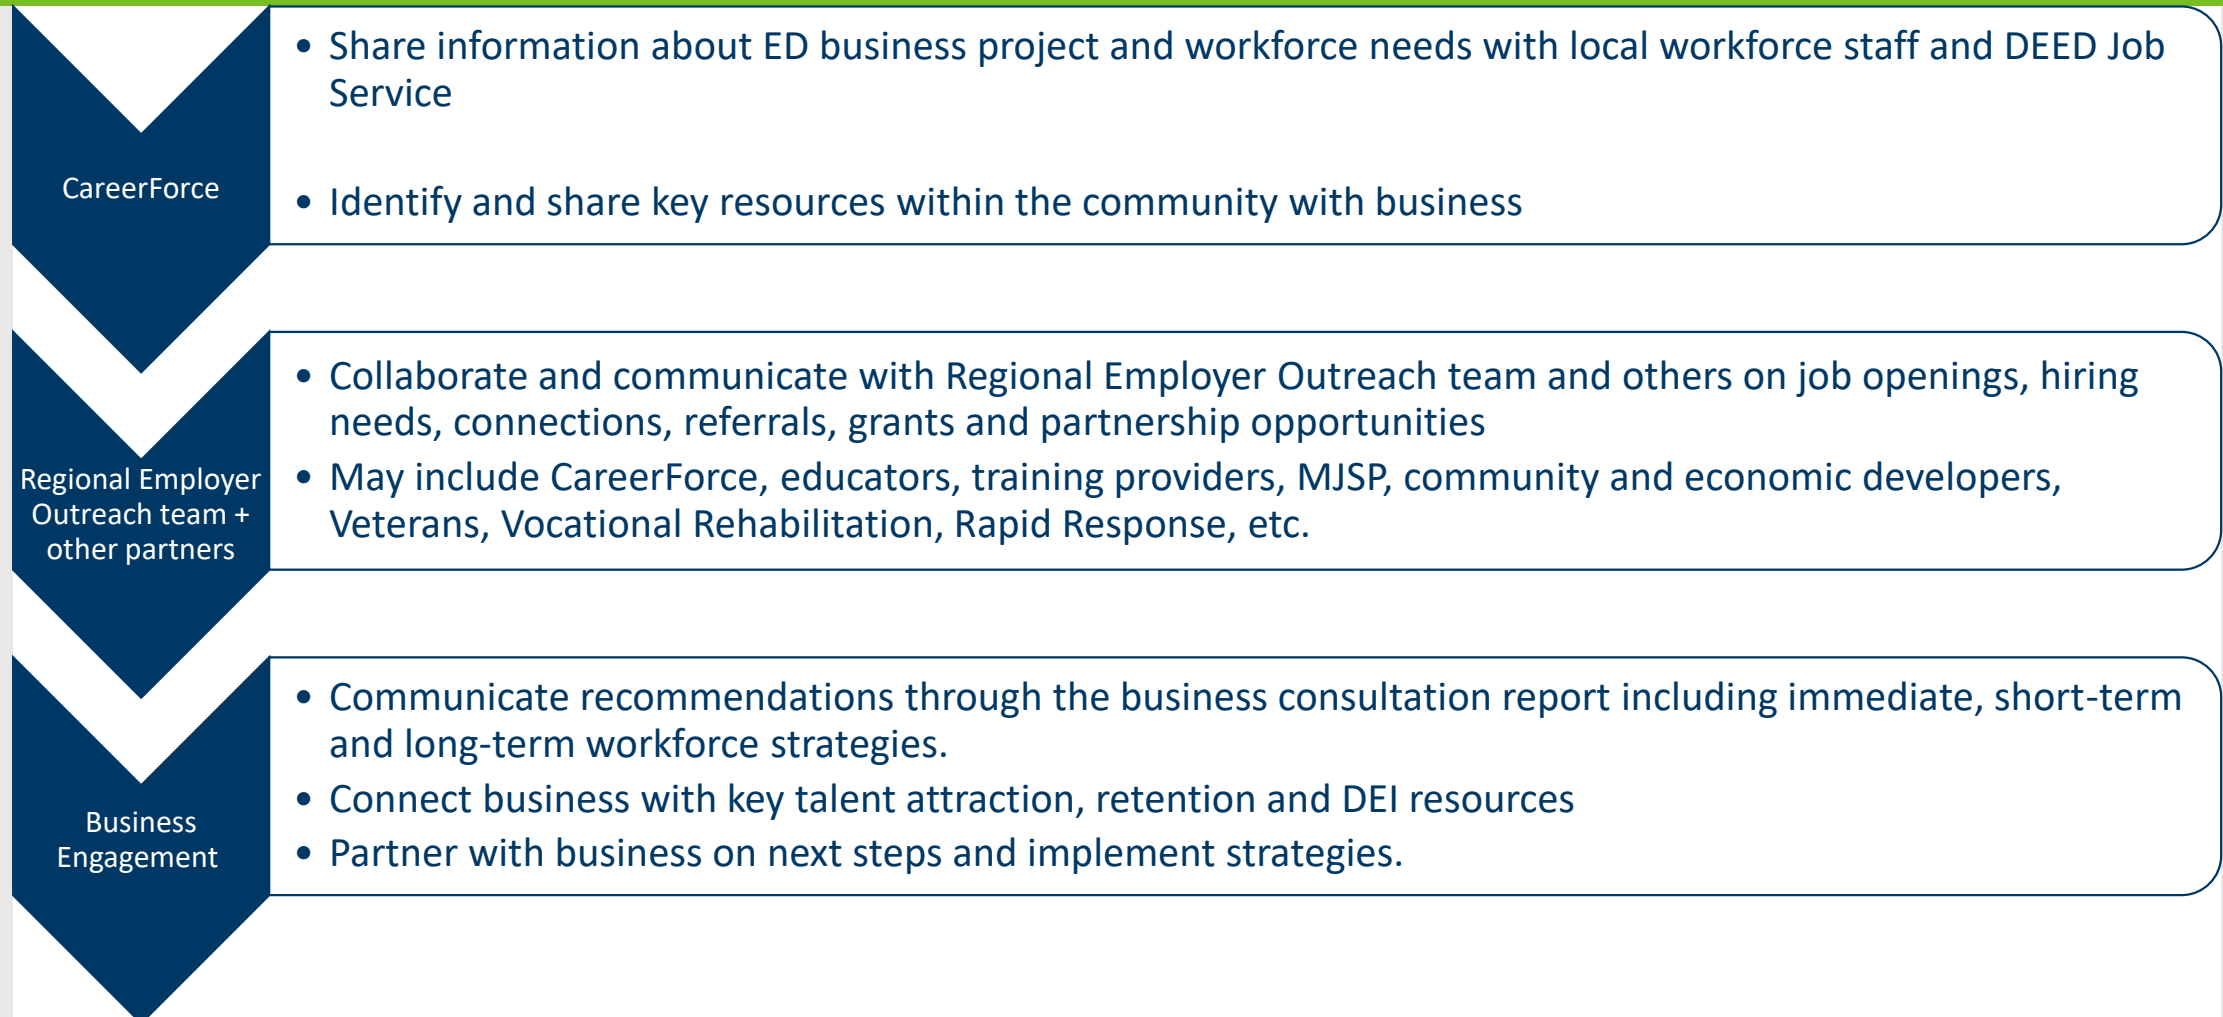 CareerForce
• Share information about ED business project and workforce needs with local workforce staff and DEED Job
Service
• Identify and share key resources within the community with business
Regional Employer
Outreach team +
other partners
• Collaborate and communicate with Regional Employer Outreach team and others on job openings, hiring
needs, connections, referrals, grants and partnership opportunities
• May include CareerForce, educators, training providers, MJSP, community and economic developers,
Veterans, Vocational Rehabilitation, Rapid Response, etc.
Business
Engagement
• Communicate recommendations through the business consultation report including immediate, short-term
and long-term workforce strategies.
• Connect business with key talent attraction, retention and DEI resources
• Partner with business on next steps and implement strategies.